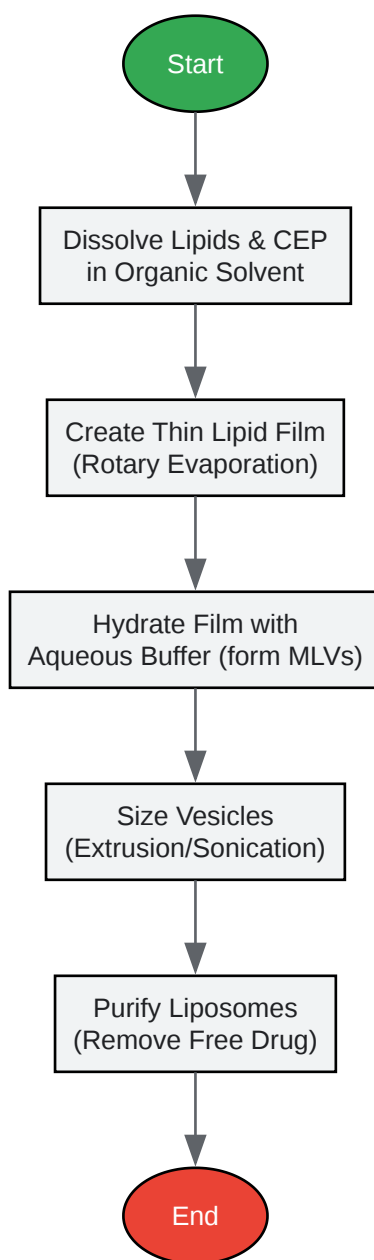 Start
Dissolve Lipids & CEP
in Organic Solvent
Create Thin Lipid Film
(Rotary Evaporation)
Hydrate Film with
Aqueous Buffer (form MLVs)
Size Vesicles
(Extrusion/Sonication)
Purify Liposomes
(Remove Free Drug)
End